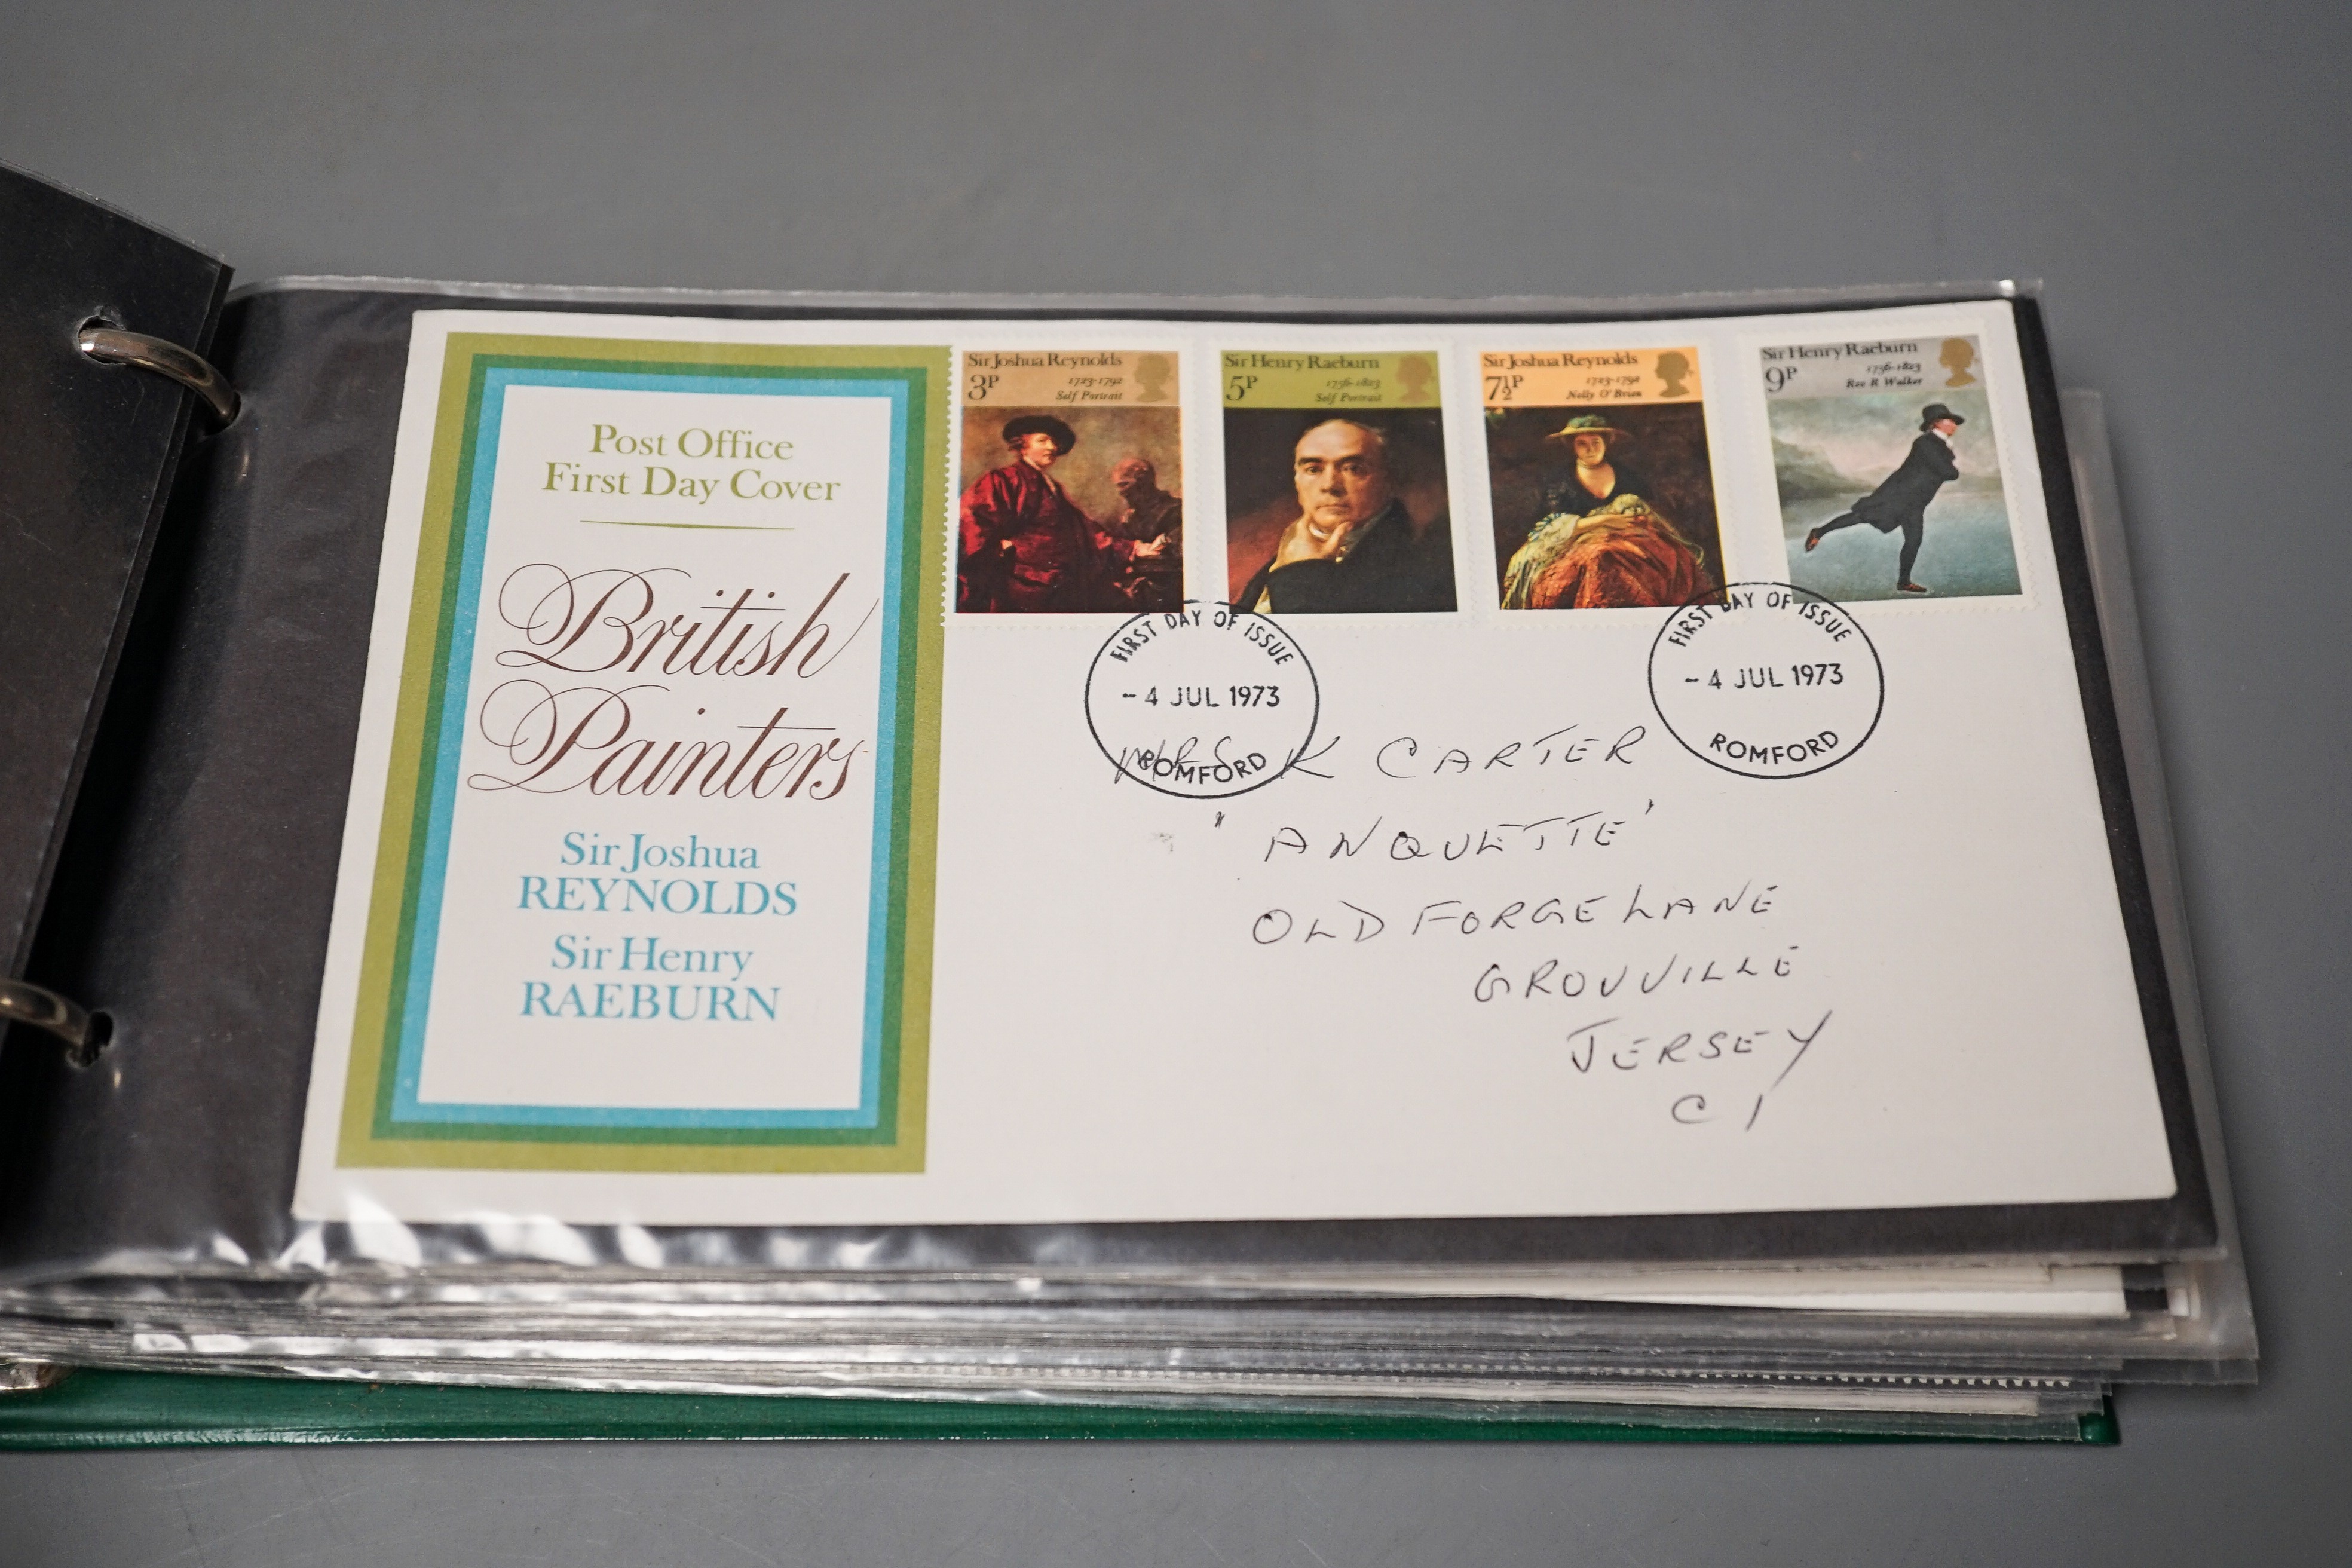 Post Office
First Day Cover
British
Painters
Sir Joshua
REYNOLDS
Sir Henry
RAEBURN
Sir Joshua Reynolds
3P
1723-1792
Self Portrait
Sir Henry Raeburn
5P
1756-1823
Self Portrait
Sir Joshua Reynolds
7½P
1723-1792
Nelly O'Brien
Sir Henry Raeburn
9P
1756-1823
Rev R Walker
FIRST DAY OF ISSUE
- 4 JUL 1973
ROMFORD
FIRST DAY OF ISSUE
- 4 JUL 1973
ROMFORD
MRS K CARTER
" ANQUETTE '
OLD FORGE LANE
GROUVILLE
JERSEY
C I